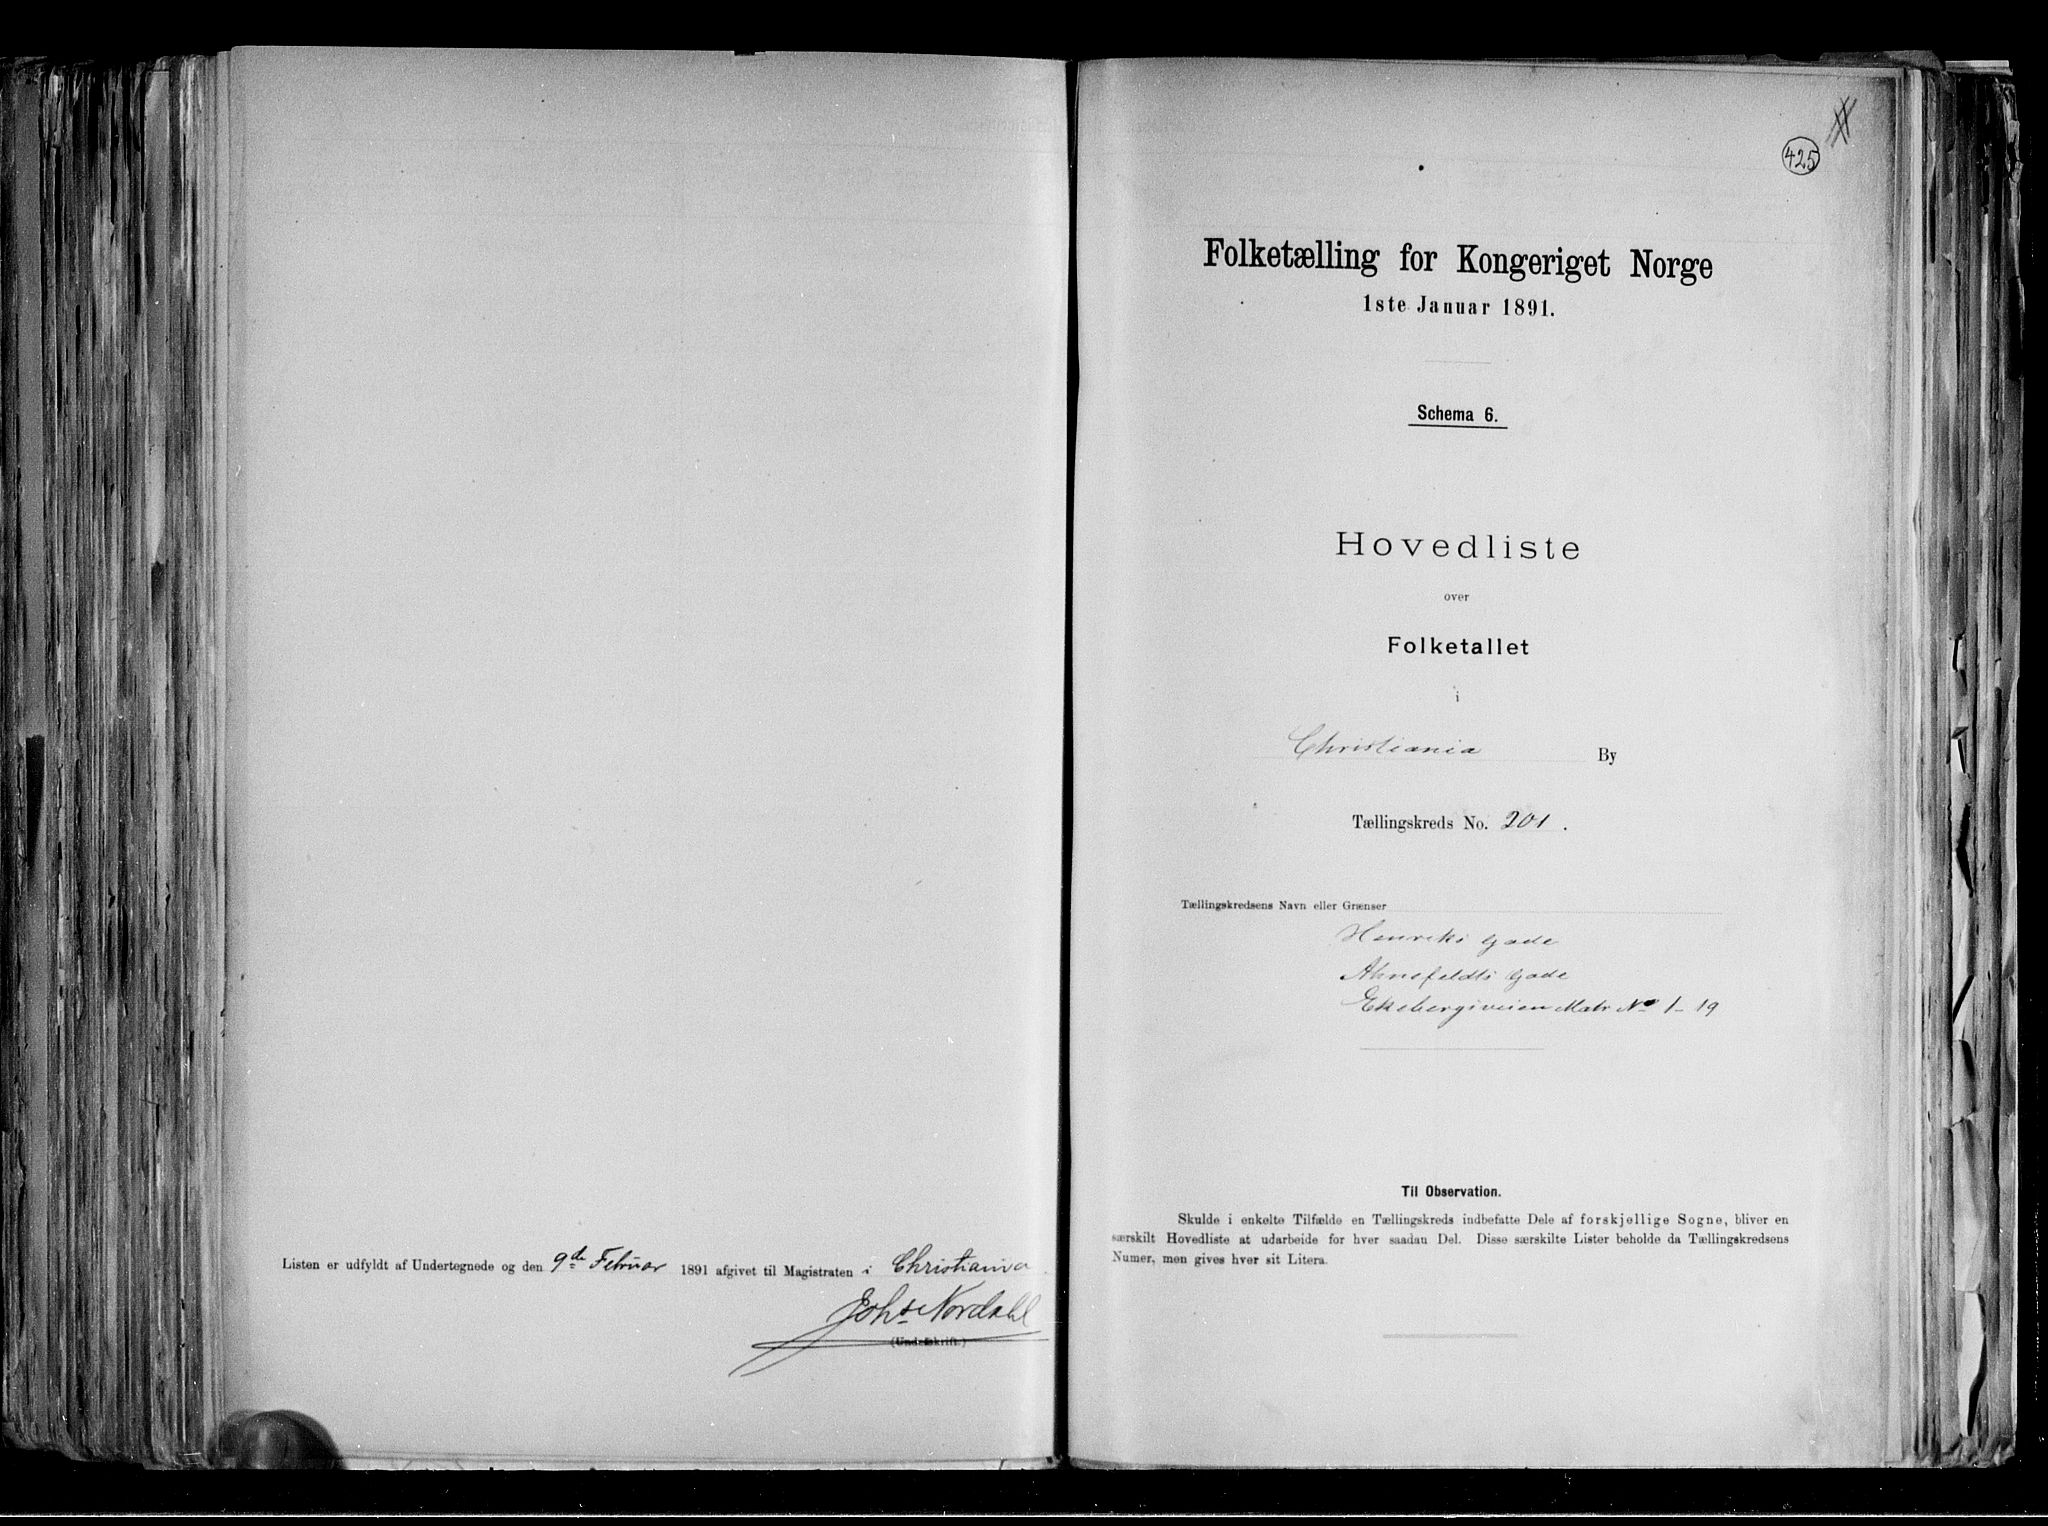 Listen er udfyldt af Undertegnede og den 9de Februar 1891 afgivet til Magistraten i Christiania.
Johs Nordahl
(Underskrift.)
425
Folketælling for Kongeriget Norge
1ste Januar 1891.
Schema 6.
Hovedliste
over
Folketallet
i
Christiania By
Tællingskreds No. 201.
Tællingskredsens Navn eller Grænser
Henriks Gade
Ahnefeldts Gade
Ekebergsveien Matr No 1-19
Til Observation.
Skulde i enkelte Tilfælde en Tællingskreds indbefatte Dele af forskjellige Sogne, bliver en
særskilt Hovedliste at udarbeide for hver saadan Del. Disse særskilte Lister beholde da Tællingskredsens
Numer, men gives hver sit Litera.